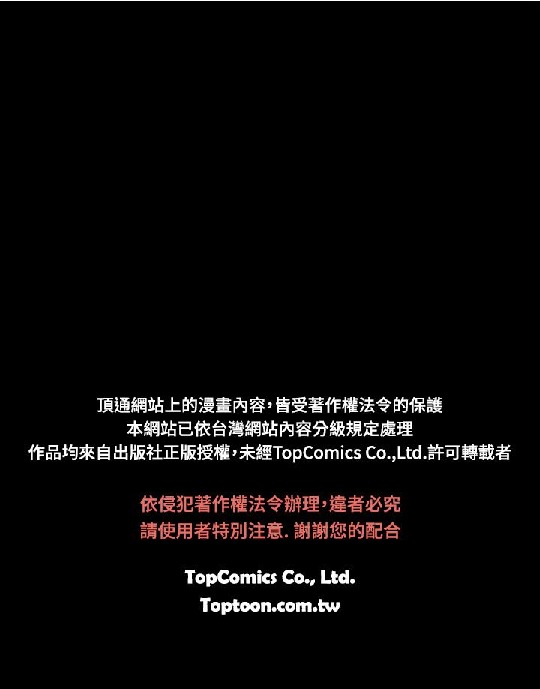 頂通網站上的漫畫內容，皆受著作權法令的保護
本網站已依台灣網站內容分級規定處理
作品均來自出版社正版授權，未經TopComics Co.,Ltd.許可轉載者
依侵犯著作權法令辦理，違者必究
請使用者特別注意. 謝謝您的配合
TopComics Co., Ltd.
Toptoon.com.tw